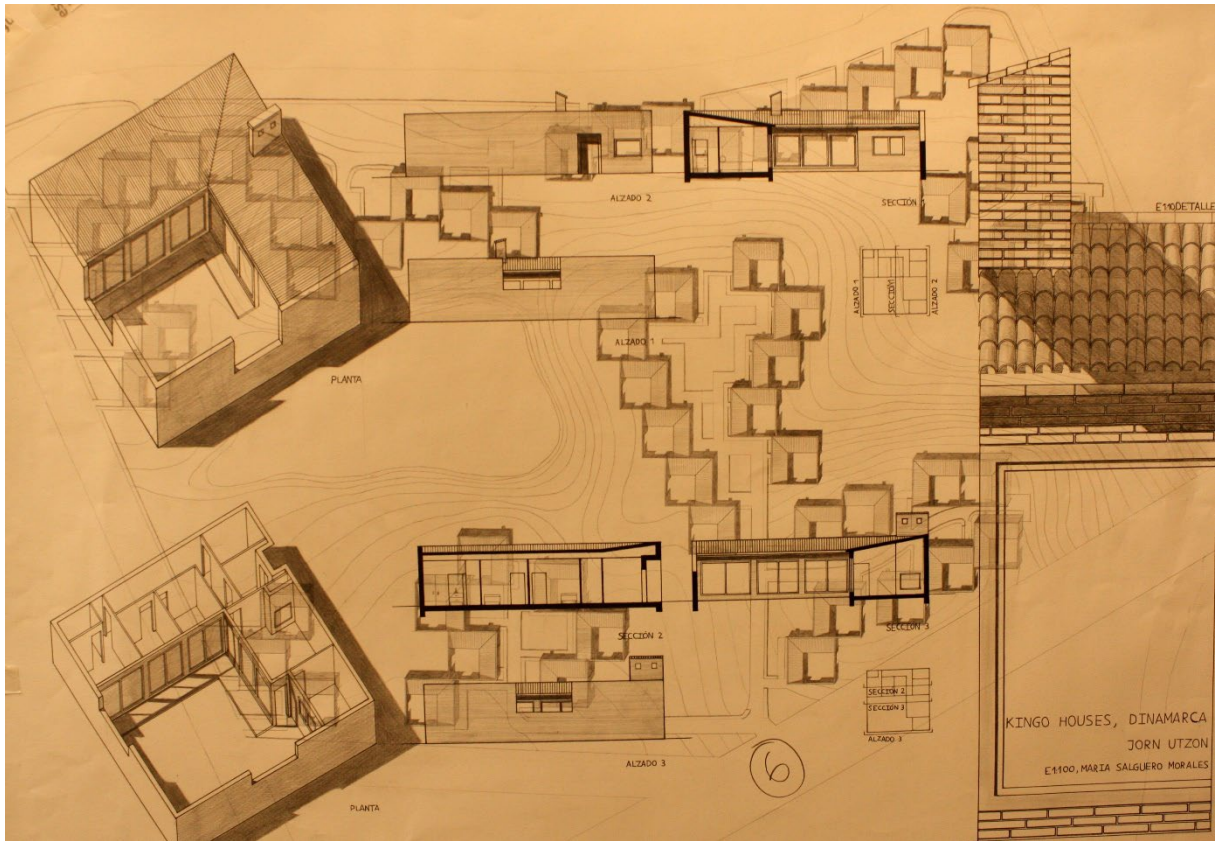 ALZADO 2
SECCIÓN
E1:10 DETALLE
ALZADO 1
SECCIÓN 1
ALZADO 2
ALZADO 1
PLANTA
SECCIÓN 2
SECCIÓN 3
SECCIÓN 2
SECCIÓN 3
ALZADO 3
ALZADO 3
6
PLANTA
KINGO HOUSES, DINAMARCA
JORN UTZON
E1:100, MARIA SALGUERO MORALES